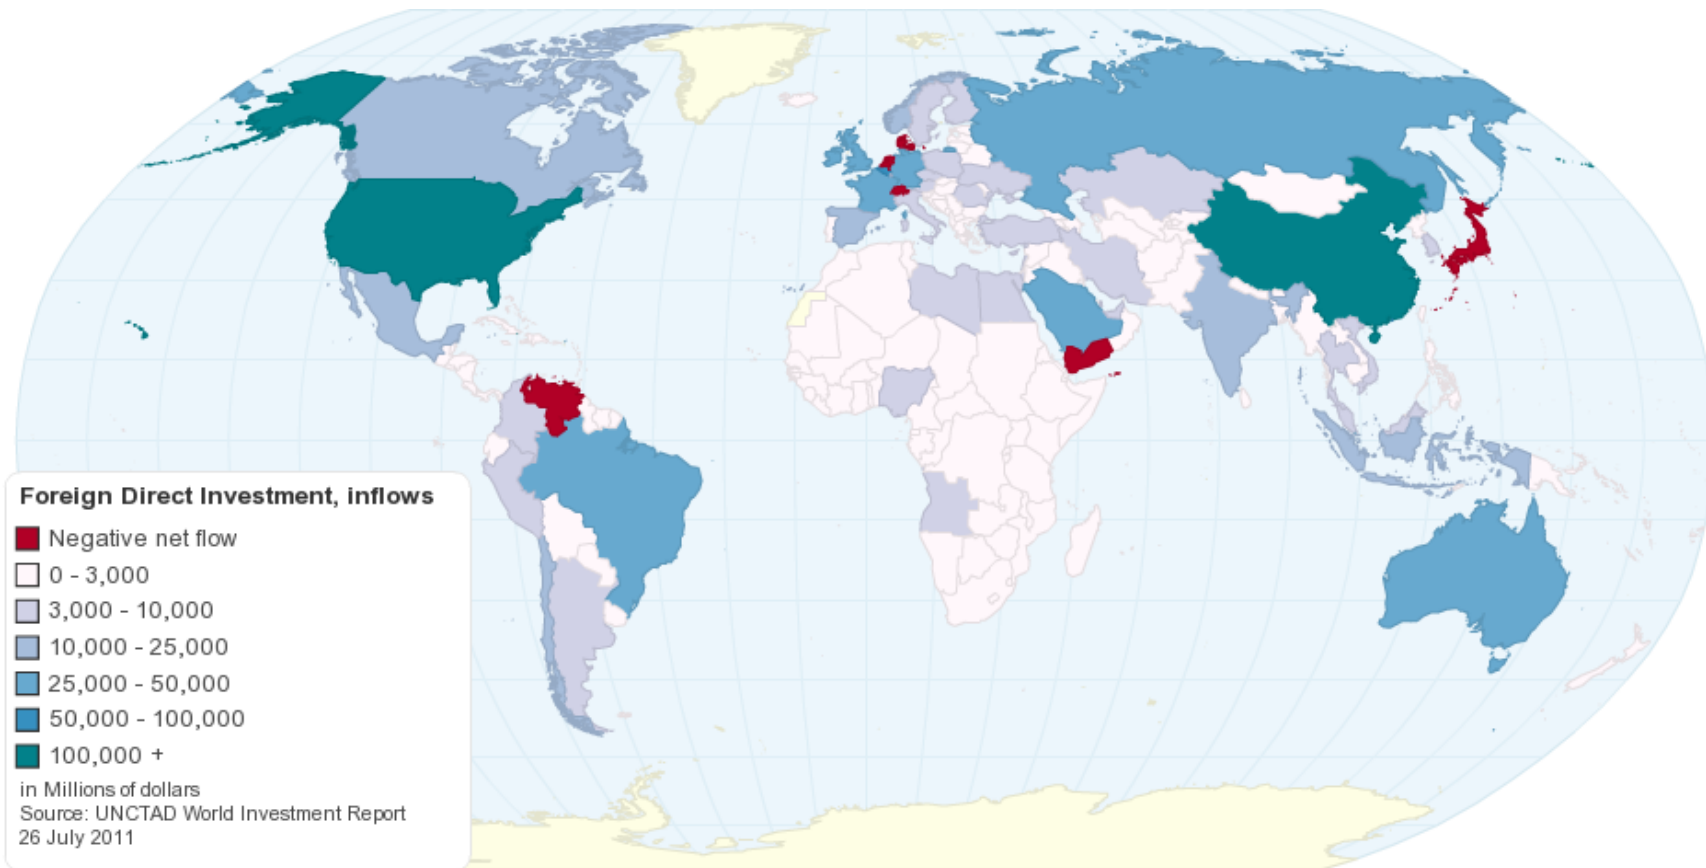 Foreign Direct Investment, inflows
Negative net flow
0 - 3,000
3,000 - 10,000
10,000 - 25,000
25,000 - 50,000
50,000 - 100,000
100,000 +
in Millions of dollars
Source: UNCTAD World Investment Report
26 July 2011